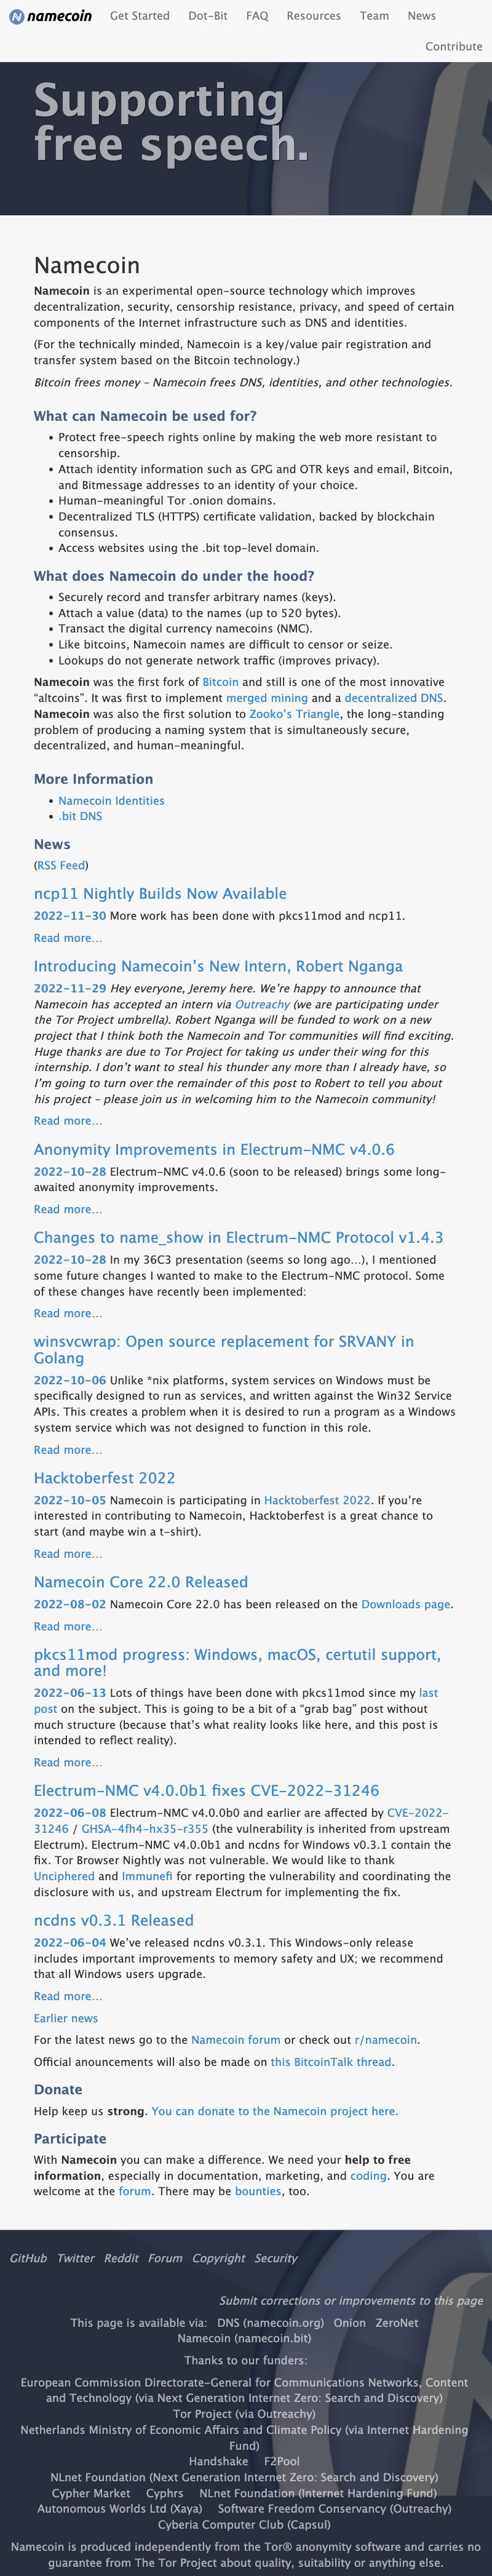 namecoin Get Started Dot-Bit FAQ Resources Team News
Contribute
Supporting
free speech.
Namecoin
Namecoin is an experimental open-source technology which improves
decentralization, security, censorship resistance, privacy, and speed of certain
components of the Internet infrastructure such as DNS and identities.
(For the technically minded, Namecoin is a key/value pair registration and
transfer system based on the Bitcoin technology.)
Bitcoin frees money – Namecoin frees DNS, identities, and other technologies.
What can Namecoin be used for?
• Protect free-speech rights online by making the web more resistant to
censorship.
• Attach identity information such as GPG and OTR keys and email, Bitcoin,
and Bitmessage addresses to an identity of your choice.
• Human-meaningful Tor .onion domains.
• Decentralized TLS (HTTPS) certificate validation, backed by blockchain
consensus.
• Access websites using the .bit top-level domain.
What does Namecoin do under the hood?
• Securely record and transfer arbitrary names (keys).
• Attach a value (data) to the names (up to 520 bytes).
• Transact the digital currency namecoins (NMC).
• Like bitcoins, Namecoin names are difficult to censor or seize.
• Lookups do not generate network traffic (improves privacy).
Namecoin was the first fork of Bitcoin and still is one of the most innovative
“altcoins”. It was first to implement merged mining and a decentralized DNS.
Namecoin was also the first solution to Zooko’s Triangle, the long-standing
problem of producing a naming system that is simultaneously secure,
decentralized, and human-meaningful.
More Information
• Namecoin Identities
• .bit DNS
News
(RSS Feed)
ncp11 Nightly Builds Now Available
2022-11-30 More work has been done with pkcs11mod and ncp11.
Read more…
Introducing Namecoin’s New Intern, Robert Nganga
2022-11-29 Hey everyone, Jeremy here. We’re happy to announce that
Namecoin has accepted an intern via Outreachy (we are participating under
the Tor Project umbrella). Robert Nganga will be funded to work on a new
project that I think both the Namecoin and Tor communities will find exciting.
Huge thanks are due to Tor Project for taking us under their wing for this
internship. I don’t want to steal his thunder any more than I already have, so
I’m going to turn over the remainder of this post to Robert to tell you about
his project – please join us in welcoming him to the Namecoin community!
Read more…
Anonymity Improvements in Electrum-NMC v4.0.6
2022-10-28 Electrum-NMC v4.0.6 (soon to be released) brings some long-
awaited anonymity improvements.
Read more…
Changes to name_show in Electrum-NMC Protocol v1.4.3
2022-10-28 In my 36C3 presentation (seems so long ago…), I mentioned
some future changes I wanted to make to the Electrum-NMC protocol. Some
of these changes have recently been implemented:
Read more…
winsvcwrap: Open source replacement for SRVANY in
Golang
2022-10-06 Unlike *nix platforms, system services on Windows must be
specifically designed to run as services, and written against the Win32 Service
APIs. This creates a problem when it is desired to run a program as a Windows
system service which was not designed to function in this role.
Read more…
Hacktoberfest 2022
2022-10-05 Namecoin is participating in Hacktoberfest 2022. If you’re
interested in contributing to Namecoin, Hacktoberfest is a great chance to
start (and maybe win a t-shirt).
Read more…
Namecoin Core 22.0 Released
2022-08-02 Namecoin Core 22.0 has been released on the Downloads page.
Read more…
pkcs11mod progress: Windows, macOS, certutil support,
and more!
2022-06-13 Lots of things have been done with pkcs11mod since my last
post on the subject. This is going to be a bit of a “grab bag” post without
much structure (because that’s what reality looks like here, and this post is
intended to reflect reality).
Read more…
Electrum-NMC v4.0.0b1 fixes CVE-2022-31246
2022-06-08 Electrum-NMC v4.0.0b0 and earlier are affected by CVE-2022-
31246 / GHSA-4fh4-hx35-r355 (the vulnerability is inherited from upstream
Electrum). Electrum-NMC v4.0.0b1 and ncdns for Windows v0.3.1 contain the
fix. Tor Browser Nightly was not vulnerable. We would like to thank
Unciphered and Immunefi for reporting the vulnerability and coordinating the
disclosure with us, and upstream Electrum for implementing the fix.
ncdns v0.3.1 Released
2022-06-04 We’ve released ncdns v0.3.1. This Windows-only release
includes important improvements to memory safety and UX; we recommend
that all Windows users upgrade.
Read more…
Earlier news
For the latest news go to the Namecoin forum or check out r/namecoin.
Official anouncements will also be made on this BitcoinTalk thread.
Donate
Help keep us strong. You can donate to the Namecoin project here.
Participate
With Namecoin you can make a difference. We need your help to free
information, especially in documentation, marketing, and coding. You are
welcome at the forum. There may be bounties, too.
GitHub Twitter Reddit Forum Copyright Security
Submit corrections or improvements to this page
This page is available via: DNS (namecoin.org) Onion ZeroNet
Namecoin (namecoin.bit)
Thanks to our funders:
European Commission Directorate-General for Communications Networks, Content
and Technology (via Next Generation Internet Zero: Search and Discovery)
Tor Project (via Outreachy)
Netherlands Ministry of Economic Affairs and Climate Policy (via Internet Hardening
Fund)
Handshake F2Pool
NLnet Foundation (Next Generation Internet Zero: Search and Discovery)
Cypher Market Cyphrs NLnet Foundation (Internet Hardening Fund)
Autonomous Worlds Ltd (Xaya) Software Freedom Conservancy (Outreachy)
Cyberia Computer Club (Capsul)
Namecoin is produced independently from the Tor® anonymity software and carries no
guarantee from The Tor Project about quality, suitability or anything else.